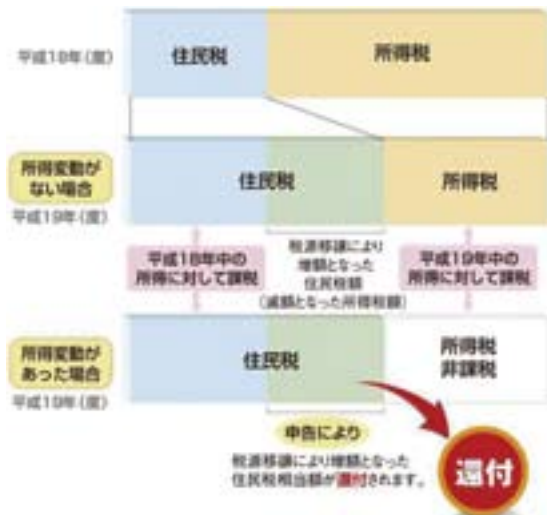 平成18年(度)
住民税
所得税
所得変動が
ない場合
平成19年(度)
住民税
所得税
平成18年中の
所得に対して課税
税源移譲により
増額となった
住民税額
(減額となった所得税額)
平成19年中の
所得に対して課税
所得変動が
あった場合
平成19年(度)
住民税
所得税
非課税
申告により
税源移譲により増額となった
住民税相当額が還付されます。
還付